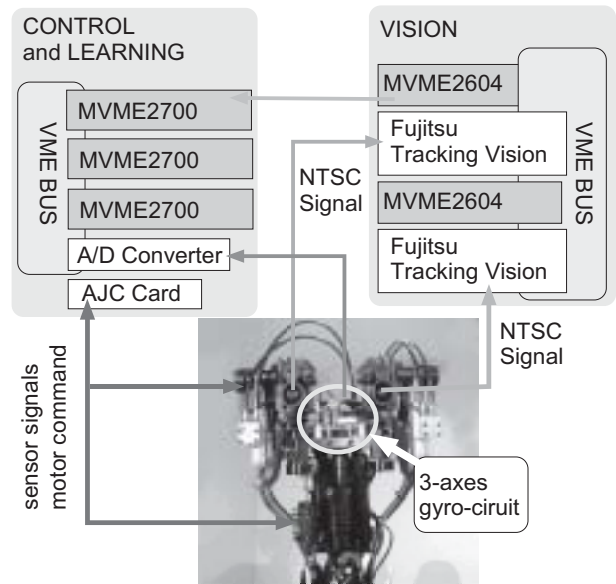 CONTROL
and LEARNING
VME BUS
MVME2700
MVME2700
MVME2700
A/D Converter
AJC Card
VISION
MVME2604
Fujitsu
Tracking Vision
MVME2604
Fujitsu
Tracking Vision
VME BUS
NTSC
Signal
NTSC
Signal
sensor signals
motor command
3-axes
gyro-ciruit